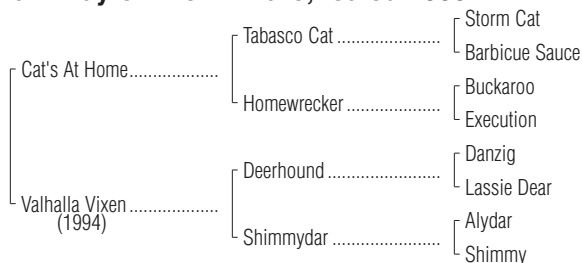 Storm Cat
Tabasco Cat ......................
Barbicue Sauce
Cat's At Home...................
Buckaroo
Homewrecker ....................
Execution
Danzig
Deerhound ........................
Lassie Dear
Valhalla Vixen ...................
(1994)
Alydar
Shimmydar .......................
Shimmy